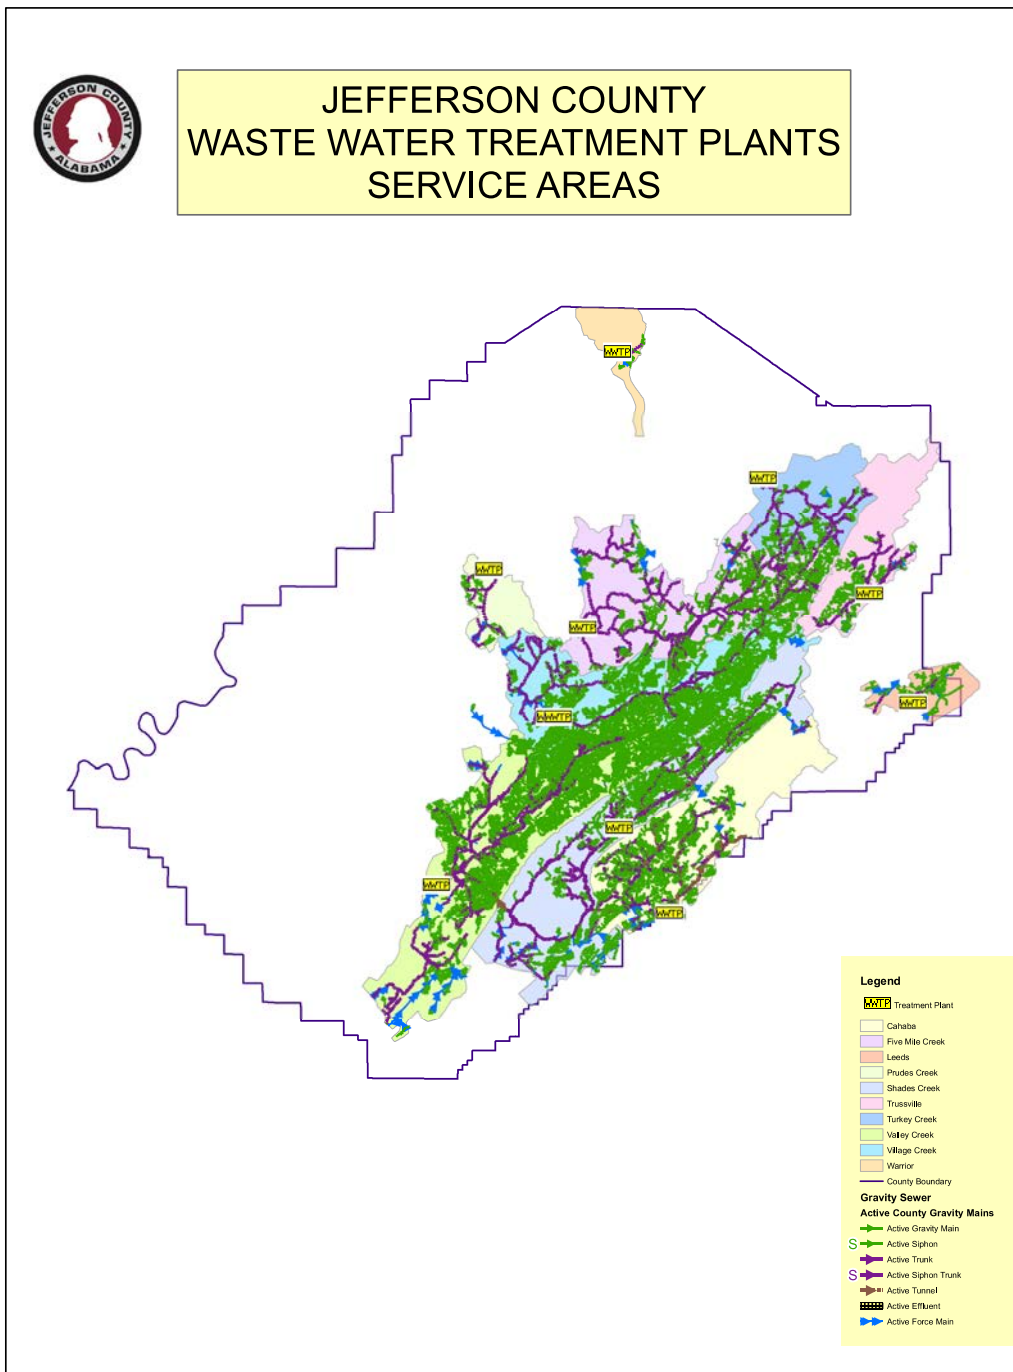 JEFFERSON COUNTY
ALABAMA
JEFFERSON COUNTY
WASTE WATER TREATMENT PLANTS
SERVICE AREAS
WWTP
WWTP
WWTP
WWTP
WWTP
WWTP
WWWTP
WWTP
WWTP
WWTP
Legend
WWTP Treatment Plant
Cahaba
Five Mile Creek
Leeds
Prudes Creek
Shades Creek
Trussville
Turkey Creek
Valley Creek
Village Creek
Warrior
County Boundary
Gravity Sewer
Active County Gravity Mains
Active Gravity Main
S Active Siphon
Active Trunk
S Active Siphon Trunk
Active Tunnel
Active Effluent
Active Force Main